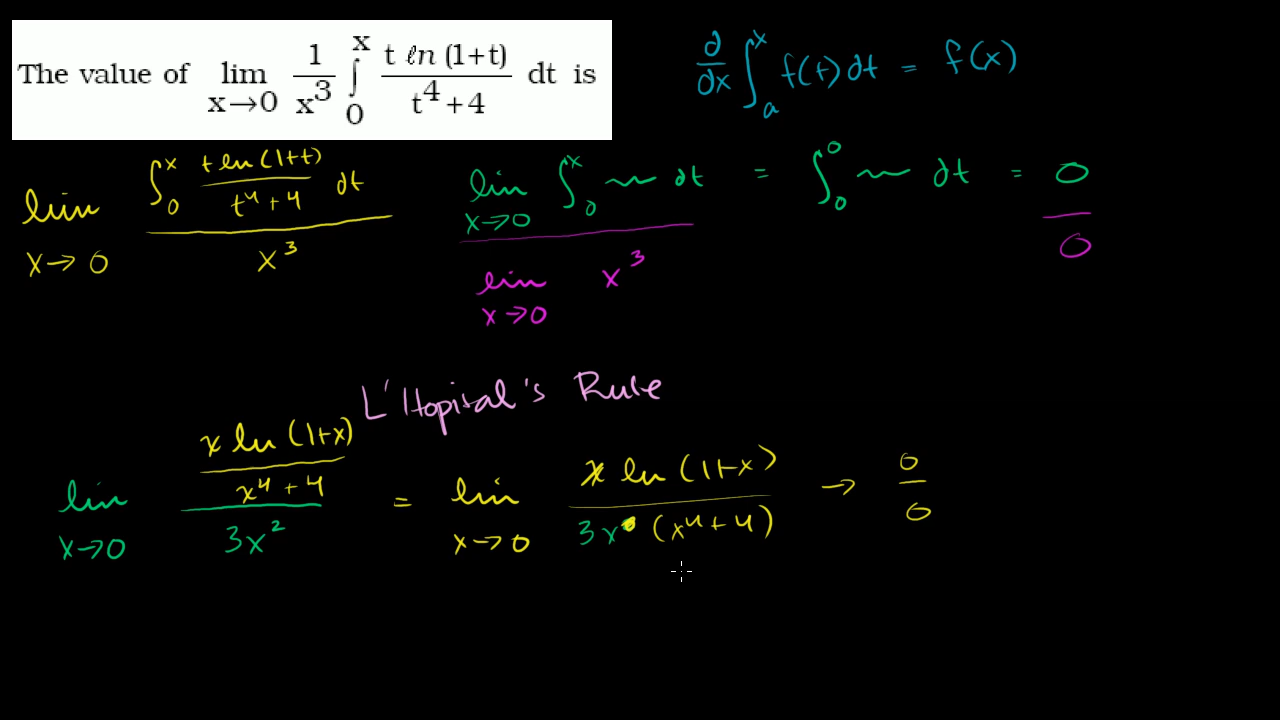 The value of lim x→0 1/x³ ∫₀ˣ t ln (1+t)/t⁴+4 dt is
d/dx ∫ₐˣ f(t) dt = f(x)
lim x→0 ∫₀ˣ t ln (1+t)/t⁴+4 dt / x³
lim x→0 ∫₀ˣ ~ dt / lim x→0 x³ = ∫₀⁰ ~ dt = 0/0
L'Hopital's Rule
lim x→0 x ln (1+x)/x⁴+4 / 3x² = lim x→0 x ln (1+x) / 3x (x⁴+4) → 0/0